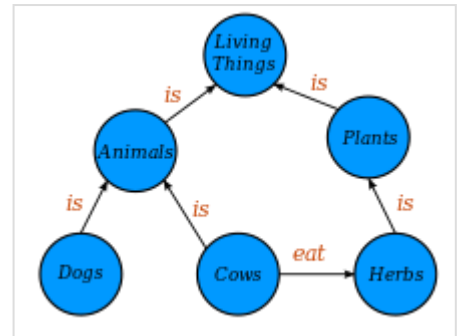 Living
Things
is
is
Animals
Plants
is
is
is
eat
Dogs
Cows
Herbs